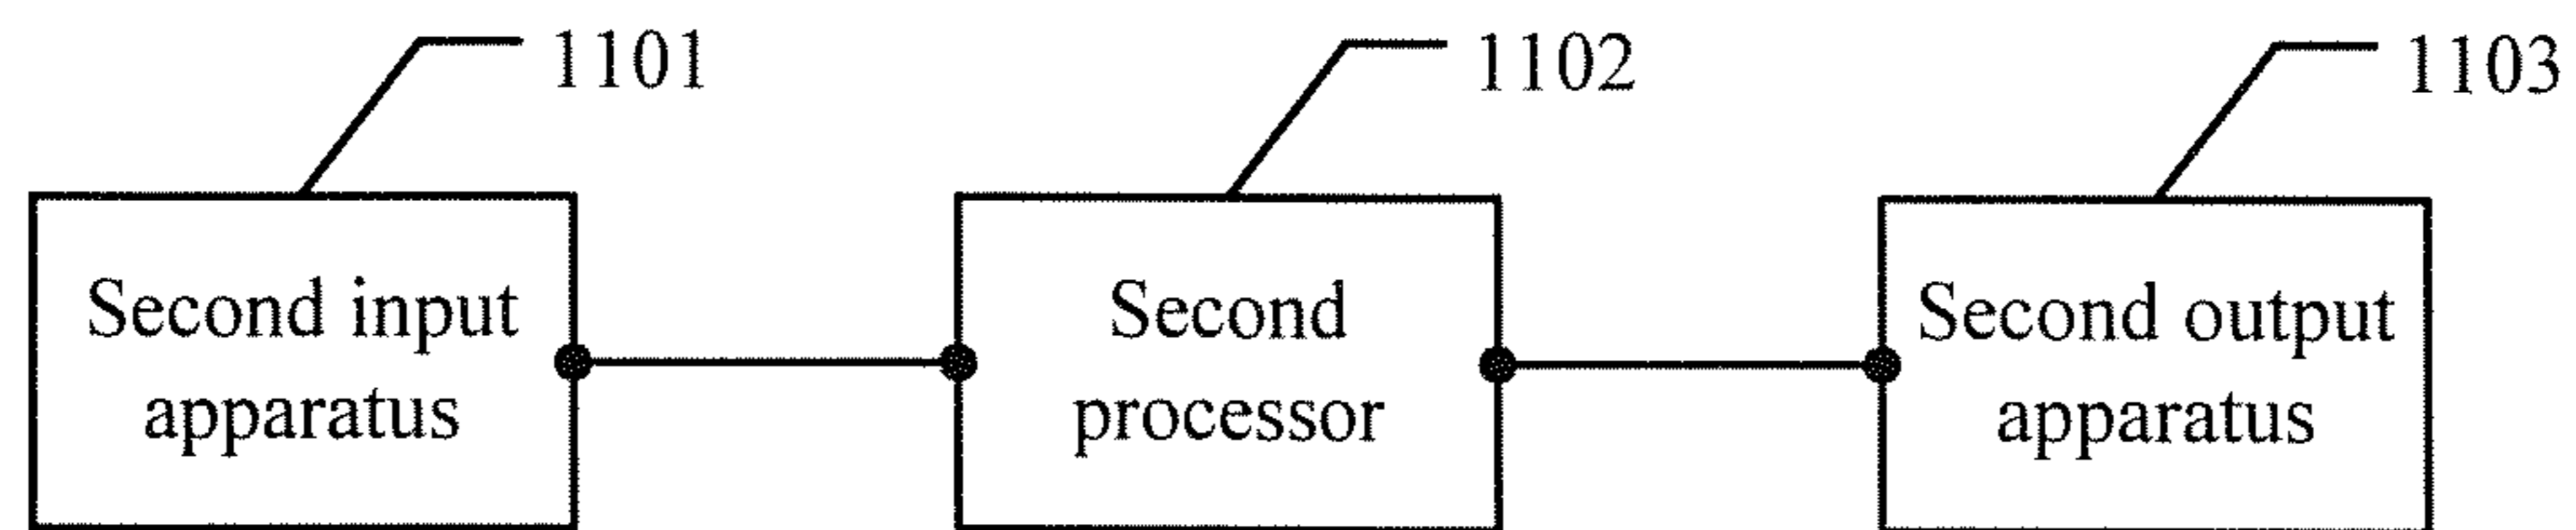 1101
1102
1103
Second input
apparatus
Second
processor
Second output
apparatus